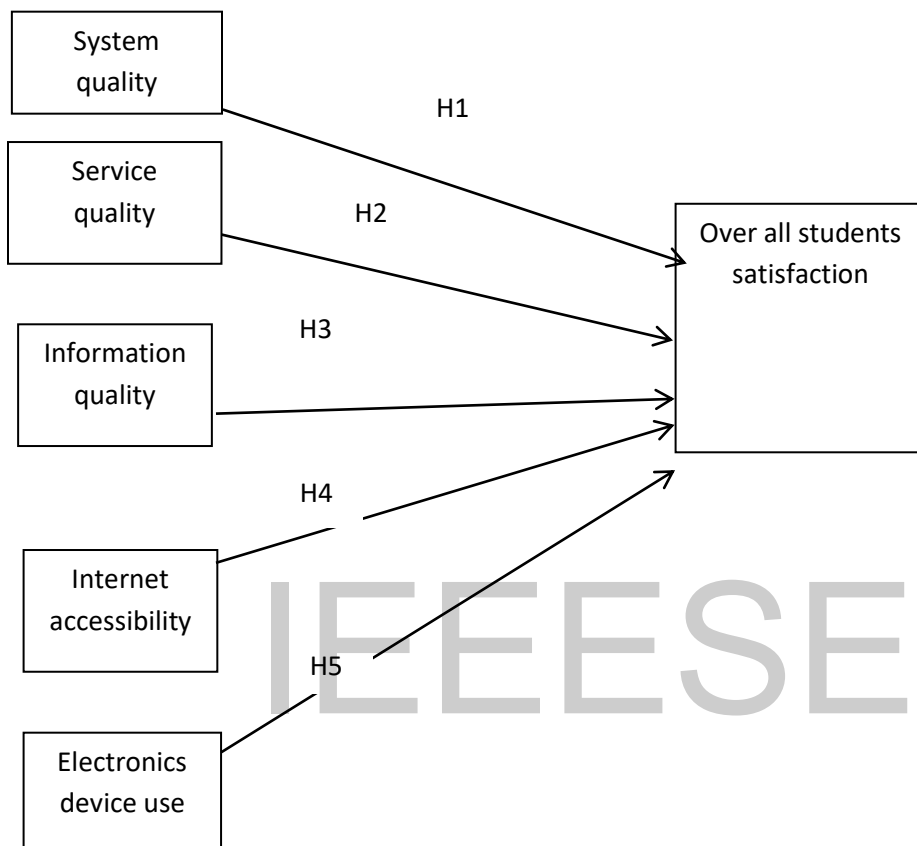 System
quality
H1
Service
quality
H2
Over all students
satisfaction
H3
Information
quality
H4
Internet
accessibility
IEEESE
H5
Electronics
device use